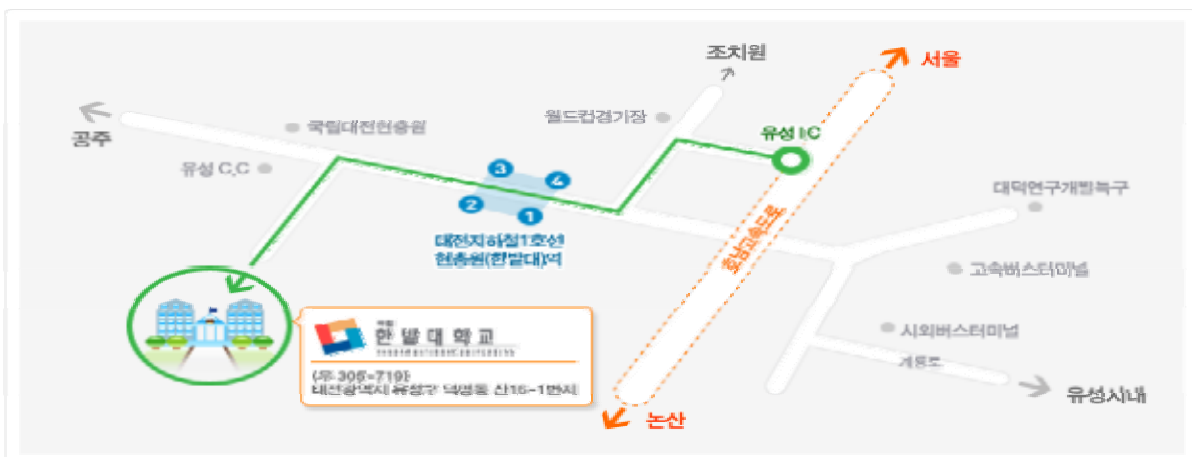 조치원
서울
공주
국립대전현충원
월드컵경기장
유성 I.C
유성 C.C
3
4
2
1
대전지하철1호선
현충원(한밭대)역
호남고속도로
대덕연구개발특구
고속버스터미널
시외버스터미널
계룡로
유성시내
논산
한밭대학교
(우 305-719)
대전광역시 유성구 덕명동 산16-1번지